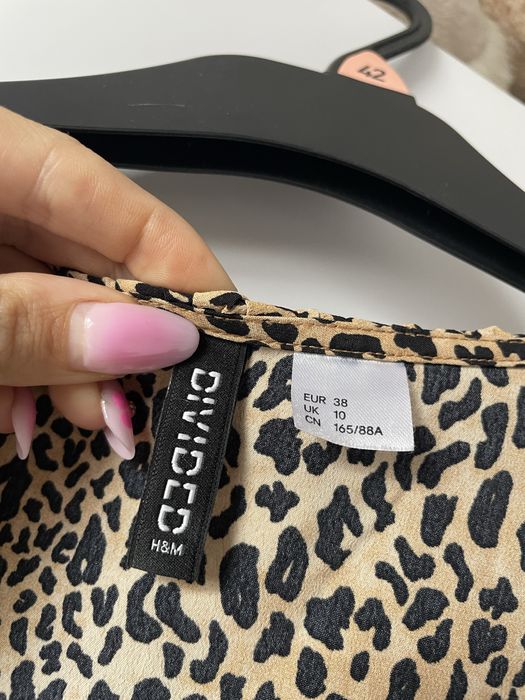 42
DIVIDED
H&M
EUR 38
UK 10
CN 165/88A